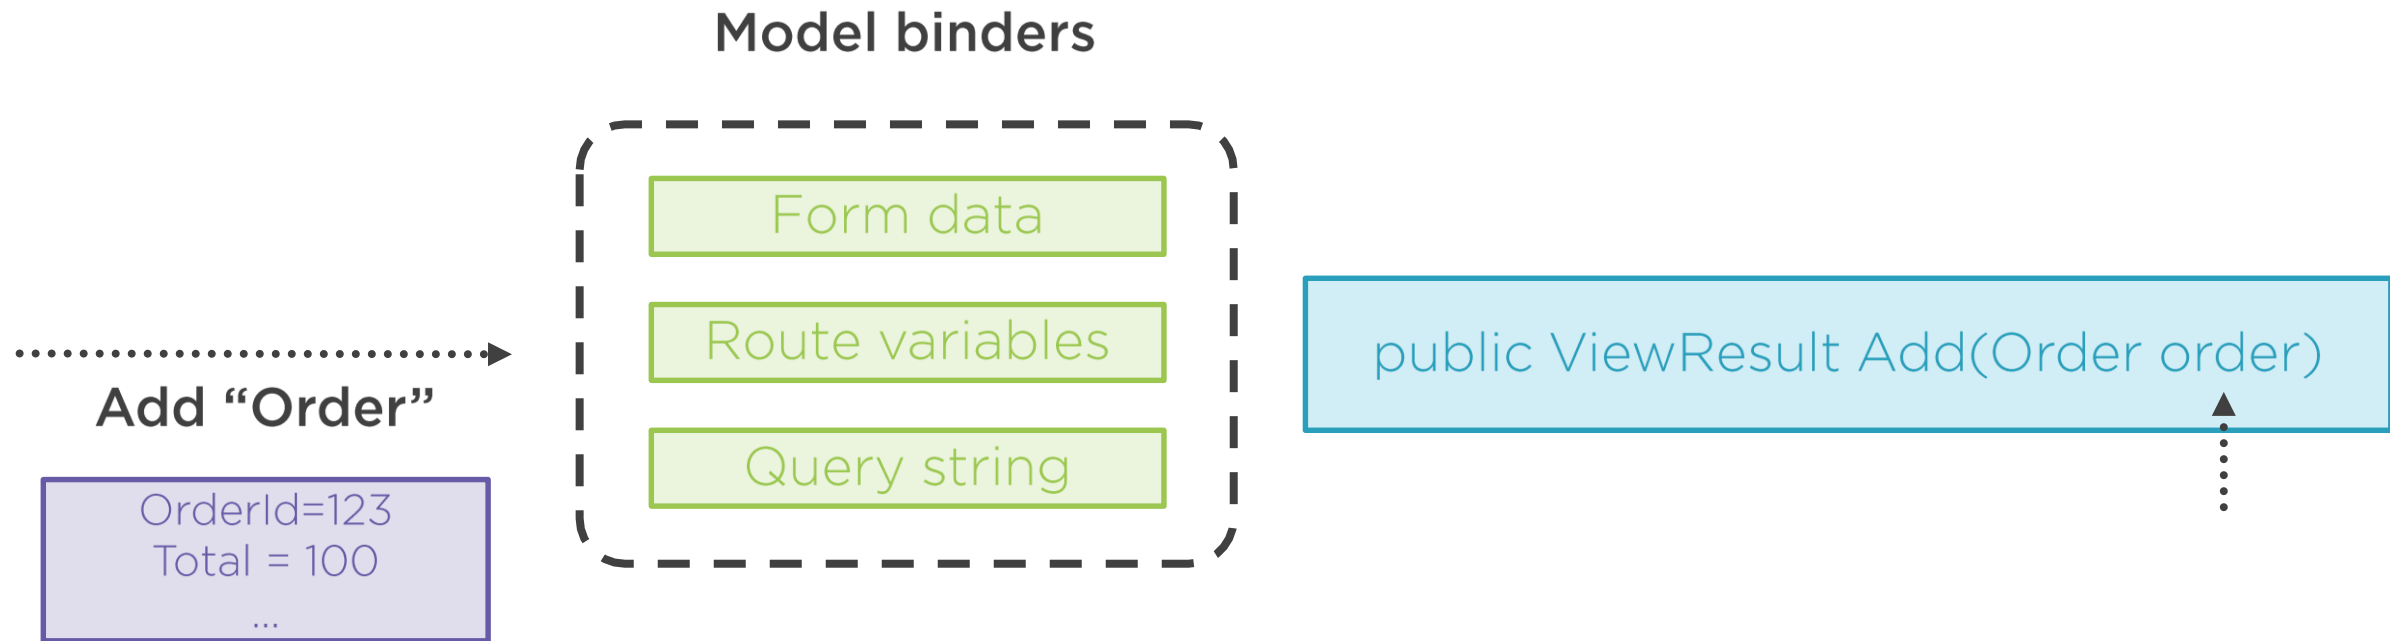 Model binders
Form data
Route variables
Query string
Add “Order”
OrderId=123
Total = 100
...
public ViewResult Add(Order order)